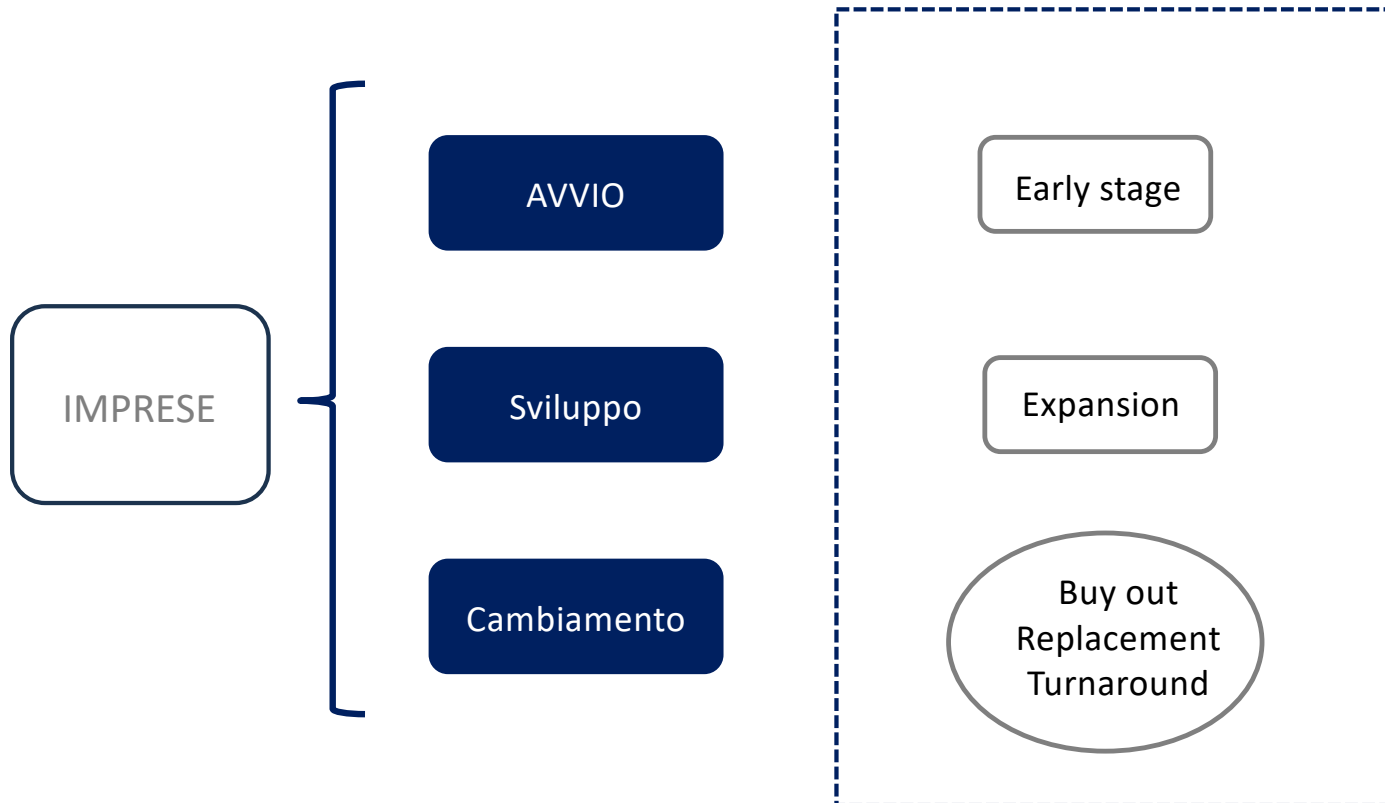 IMPRESE
AVVIO
Early stage
Sviluppo
Expansion
Cambiamento
Buy out
Replacement
Turnaround